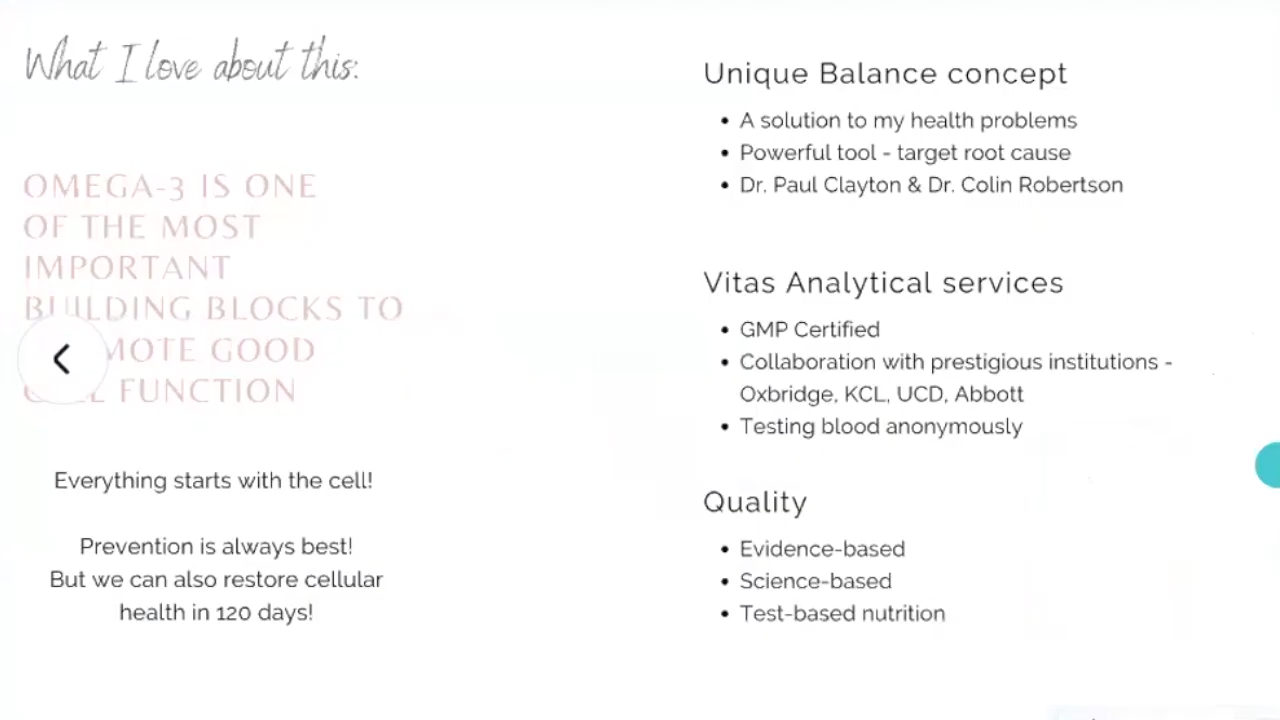 What I love about this:
OMEGA-3 IS ONE
OF THE MOST
IMPORTANT
BUILDING BLOCKS TO
GOOD
FUNCTION
Everything starts with the cell!
Prevention is always best!
But we can also restore cellular
health in 120 days!
Unique Balance concept
• A solution to my health problems
• Powerful tool - target root cause
• Dr. Paul Clayton & Dr. Colin Robertson
Vitas Analytical services
• GMP Certified
• Collaboration with prestigious institutions -
Oxbridge, KCL, UCD, Abbott
• Testing blood anonymously
Quality
• Evidence-based
• Science-based
• Test-based nutrition